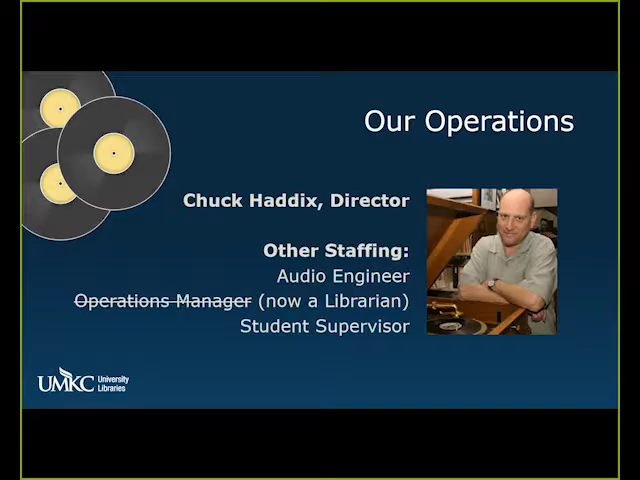 Our Operations
Chuck Haddix, Director
Other Staffing:
Audio Engineer
Operations Manager (now a Librarian)
Student Supervisor
UMKC University
Libraries